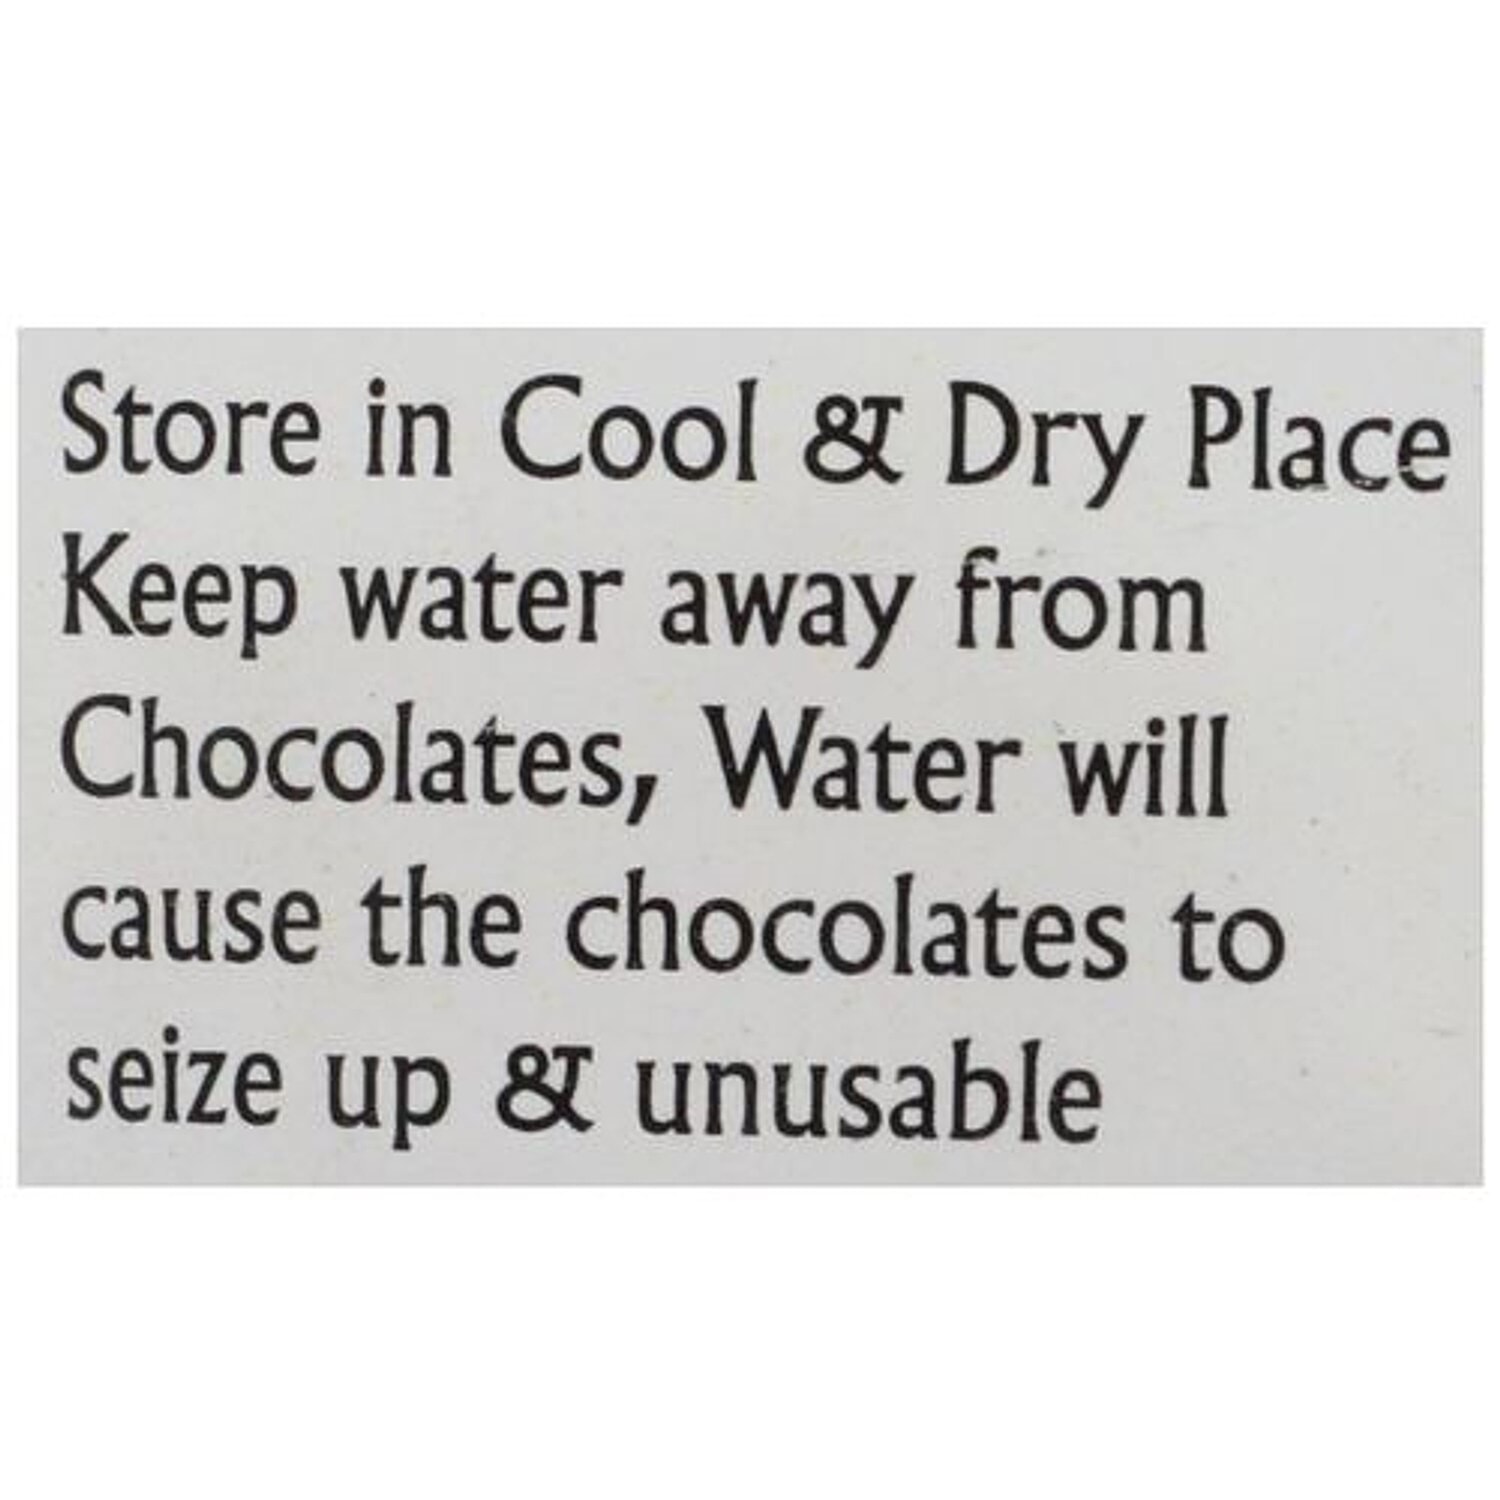 Store in Cool & Dry Place
Keep water away from
Chocolates, Water will
cause the chocolates to
seize up & unusable